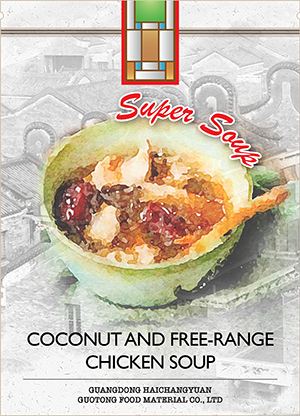 Super Soup
COCONUT AND FREE-RANGE
CHICKEN SOUP
GUANGDONG HAICHANGYUAN
GUOTONG FOOD MATERIAL CO., LTD